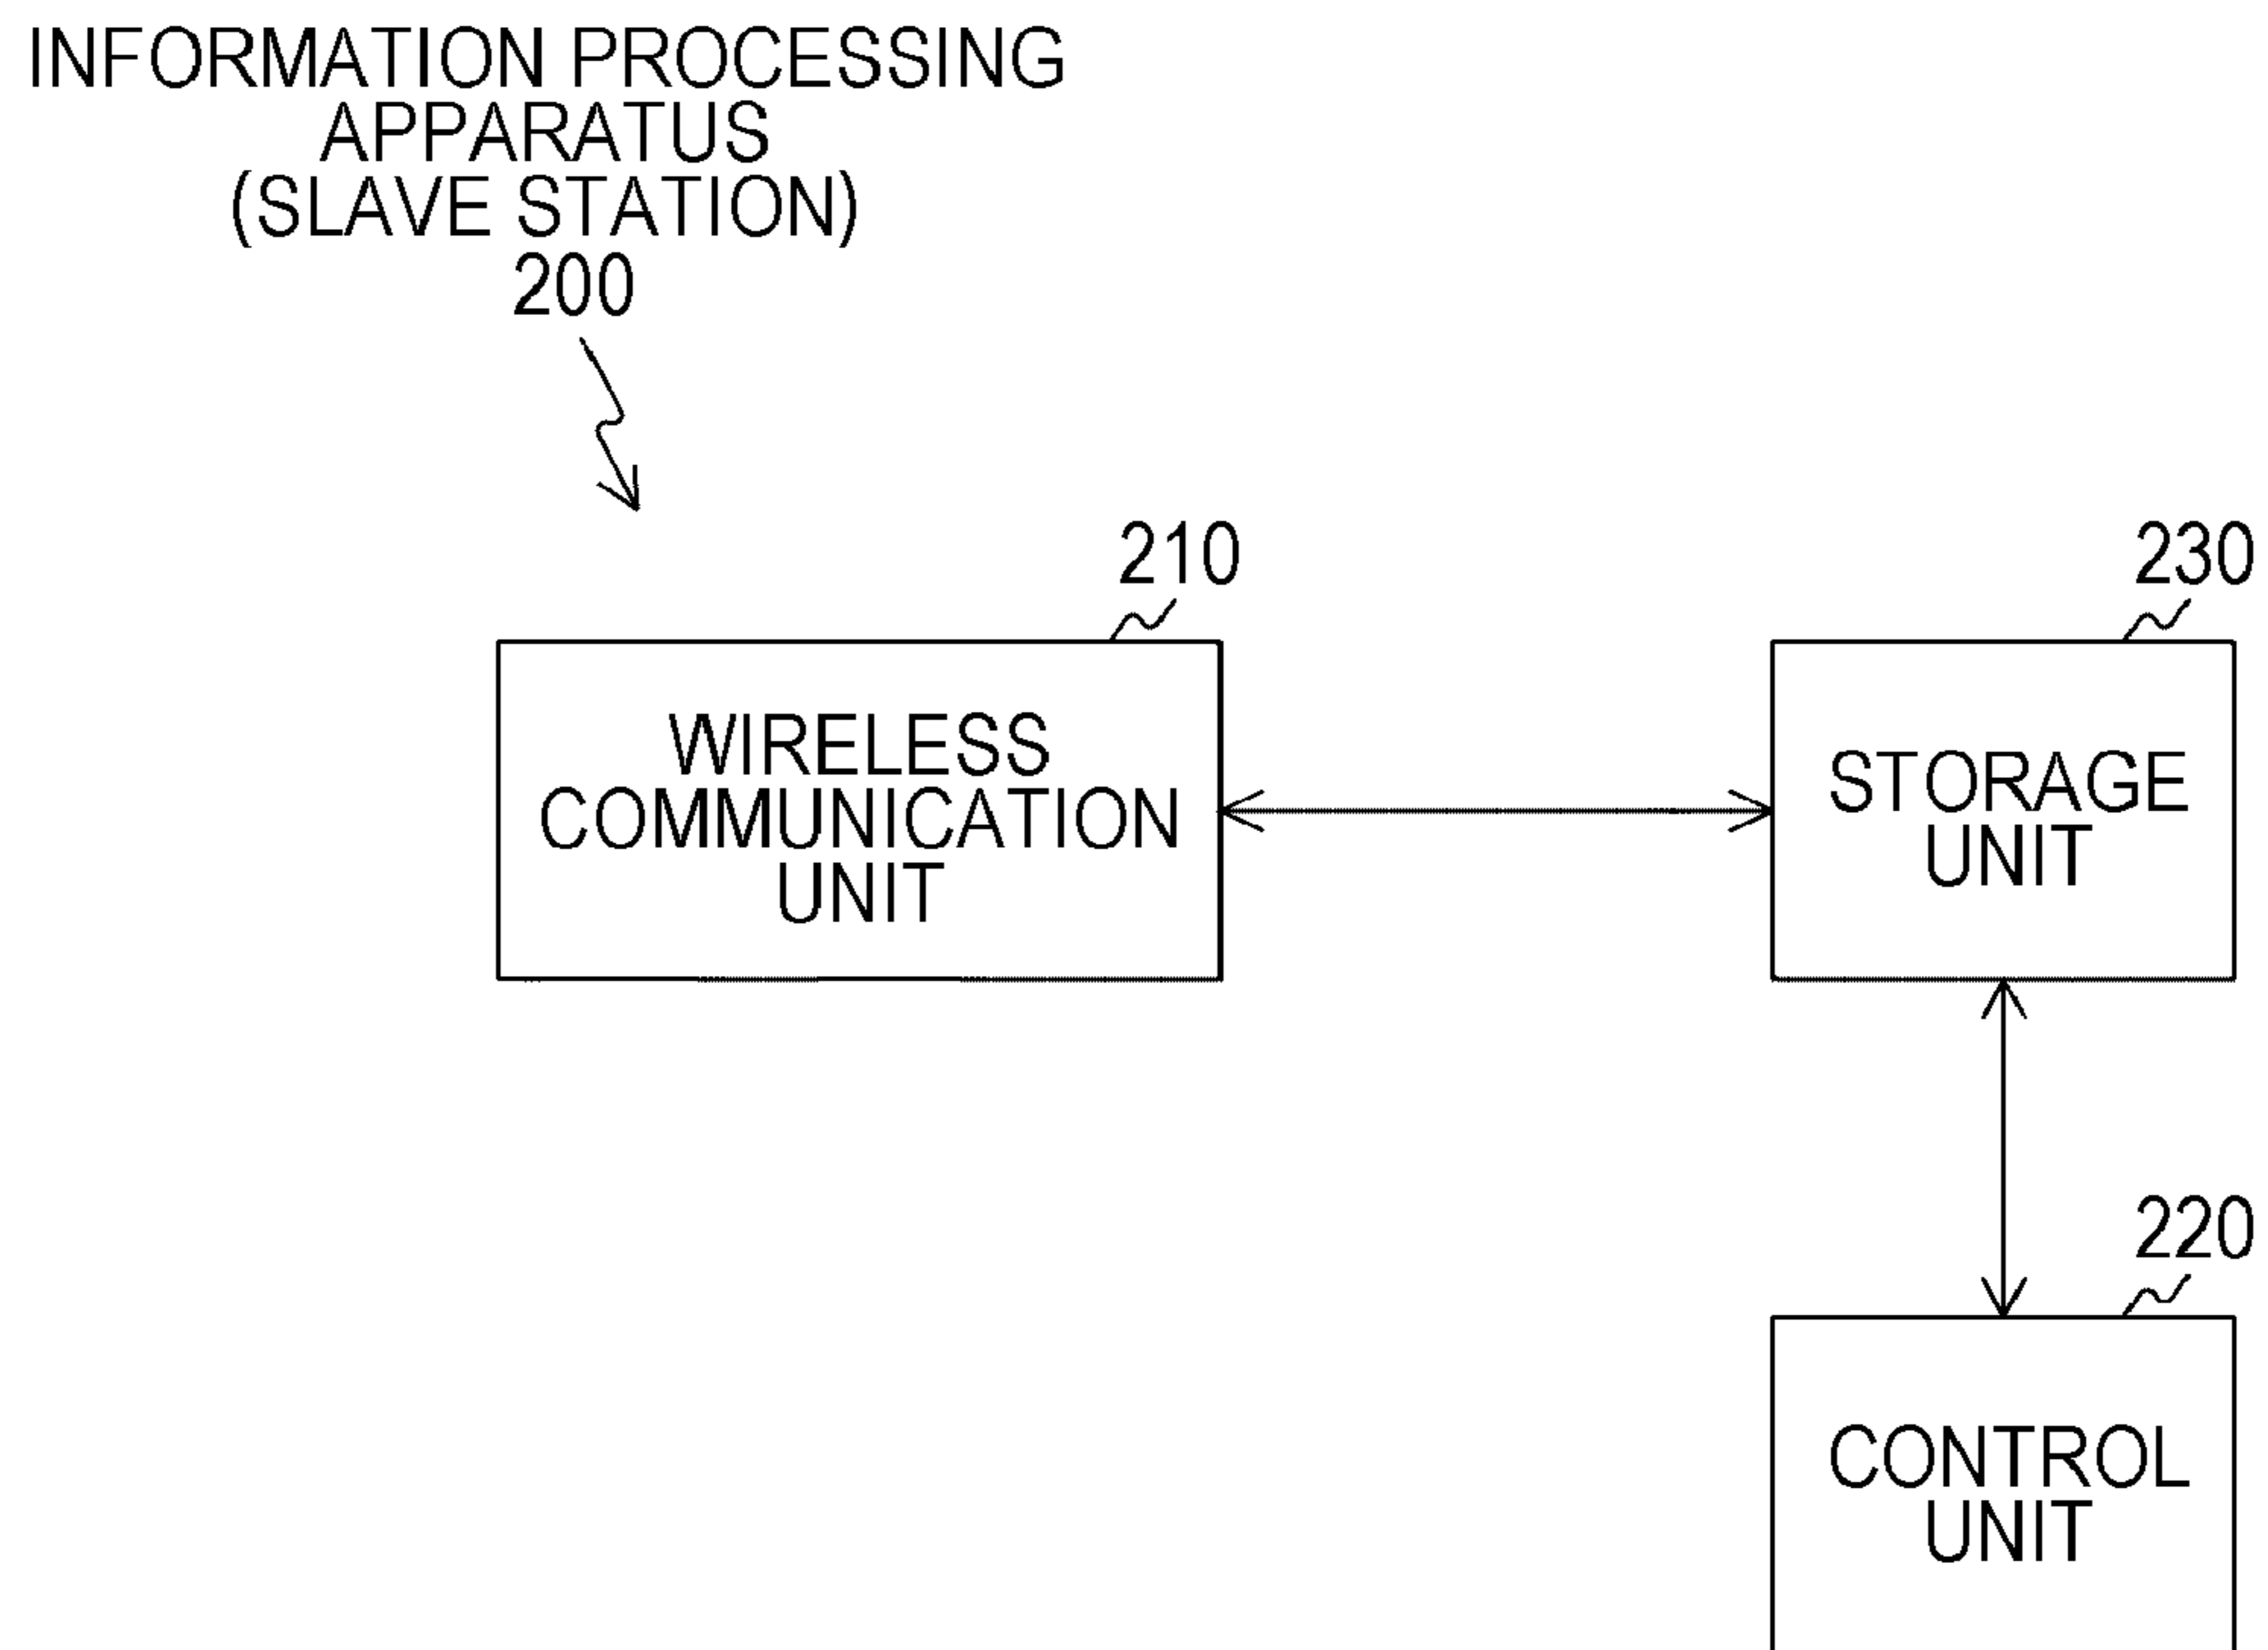 INFORMATION PROCESSING
APPARATUS
(SLAVE STATION)
200
210
230
WIRELESS
COMMUNICATION
UNIT
STORAGE
UNIT
220
CONTROL
UNIT